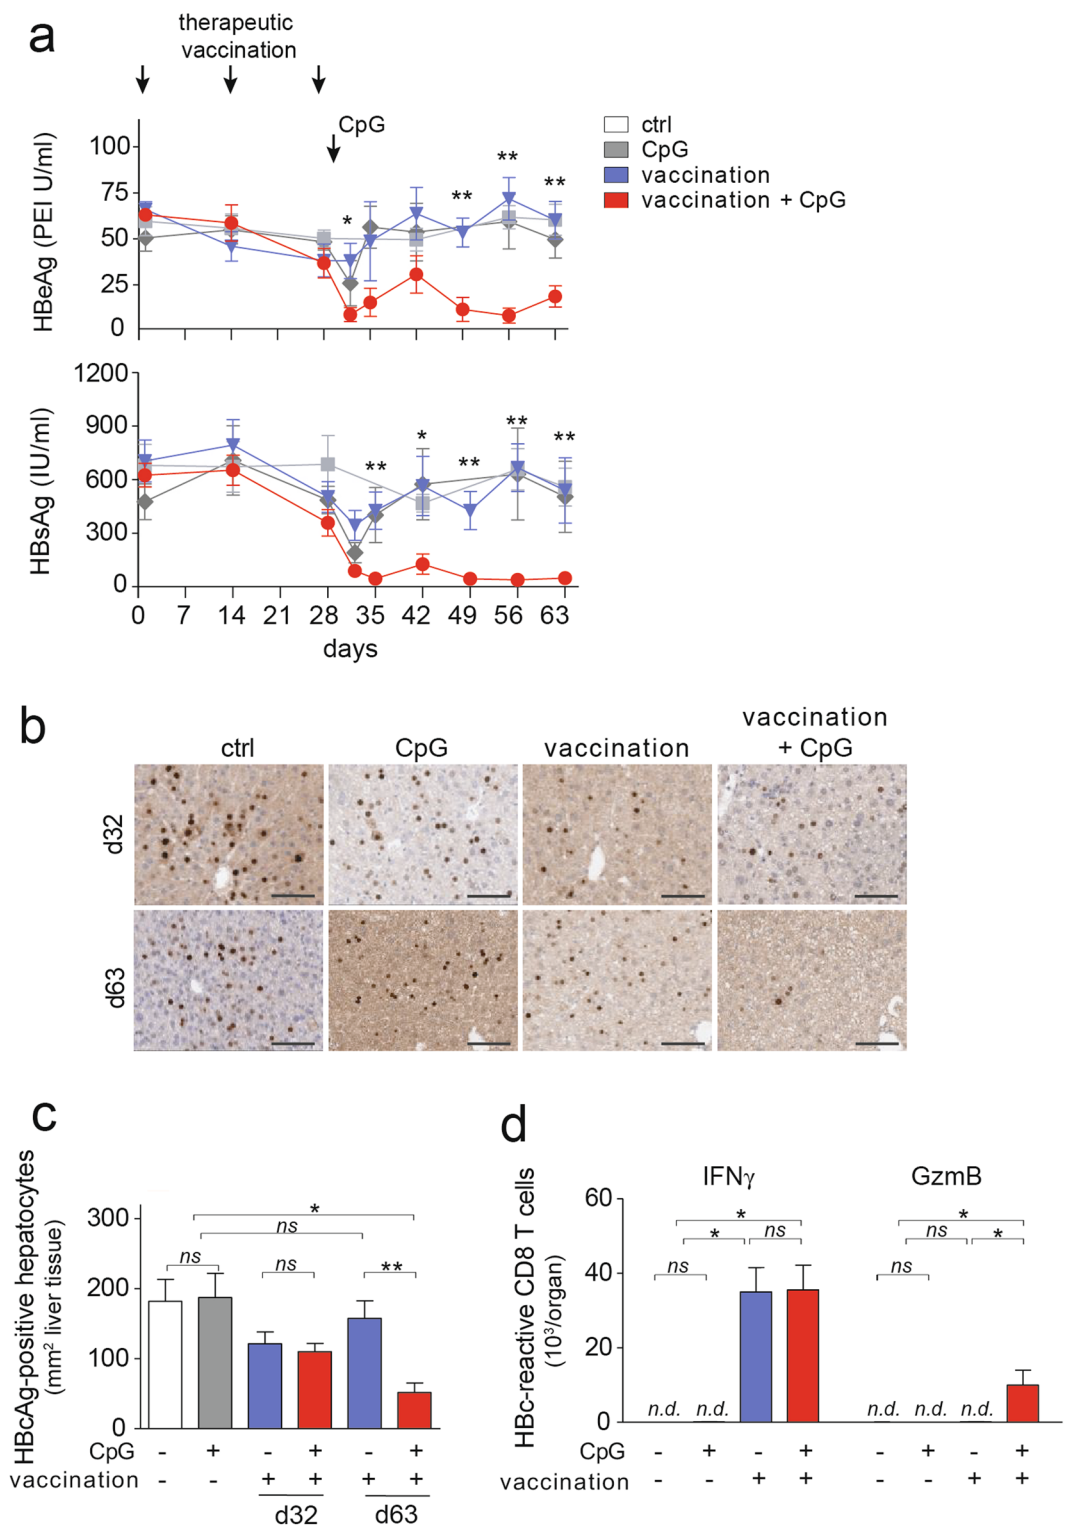 a
therapeutic
vaccination
CpG
ctrl
CpG
vaccination
vaccination + CpG
HBeAg (PEI U/ml)
100
75
50
25
0
*
**
**
**
HBsAg (IU/ml)
1200
900
600
300
0
**
*
**
**
**
0 7 14 21 28 35 42 49 56 63
days
b
ctrl
CpG
vaccination
vaccination
+ CpG
d32
d63
c
HBcAg-positive hepatocytes
(mm² liver tissue)
300
200
100
0
*
ns
ns
ns
**
CpG - + - + - +
vaccination - - + + + +
d32 d63
d
HBc-reactive CD8 T cells
(10³/organ)
IFNγ GzmB
60
40
20
0
* *
* ns ns *
ns ns
n.d. n.d. n.d. n.d. n.d.
CpG - + - + - + - +
vaccination - - + + - - + +